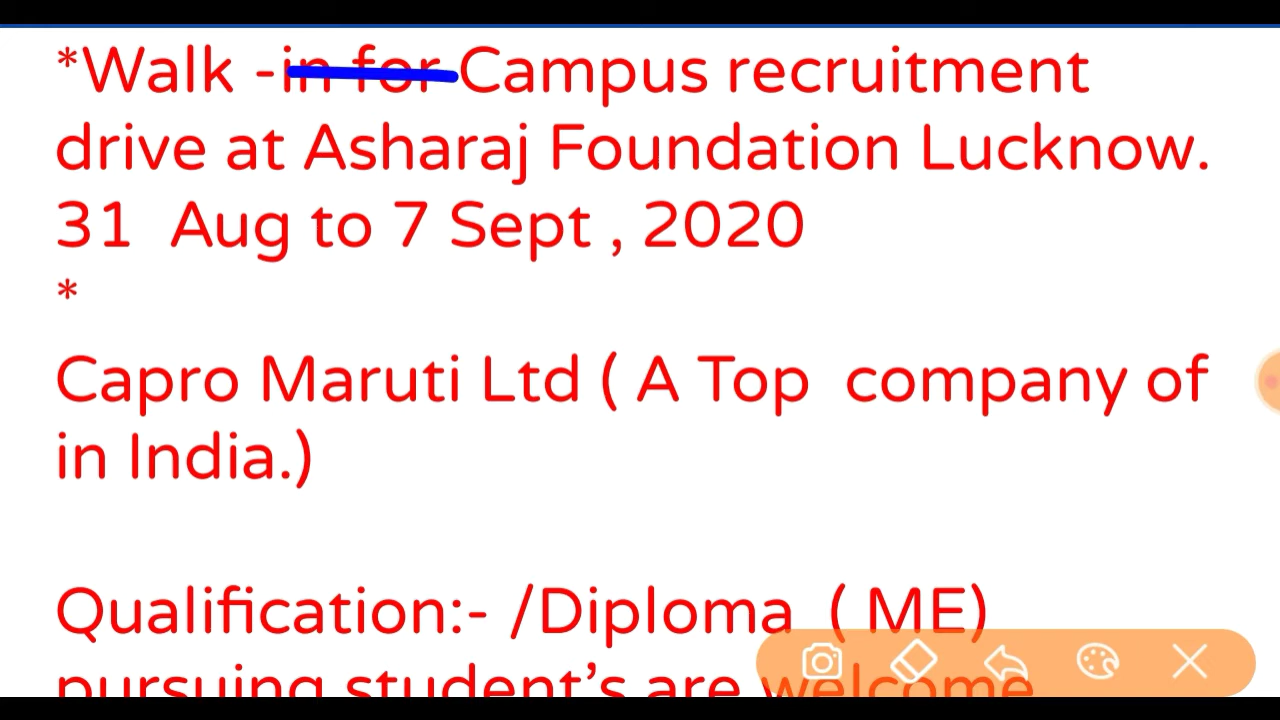 *Walk -in for Campus recruitment
drive at Asharaj Foundation Lucknow.
31 Aug to 7 Sept , 2020
*
Capro Maruti Ltd ( A Top company of
in India.)
Qualification:- /Diploma ( ME)
pursuing student’s are welcome